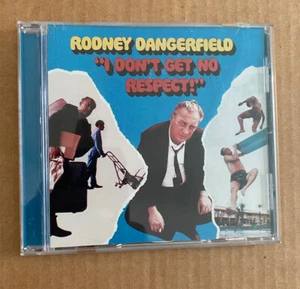 RODNEY DANGERFIELD
"I DON'T GET NO
RESPECT!"